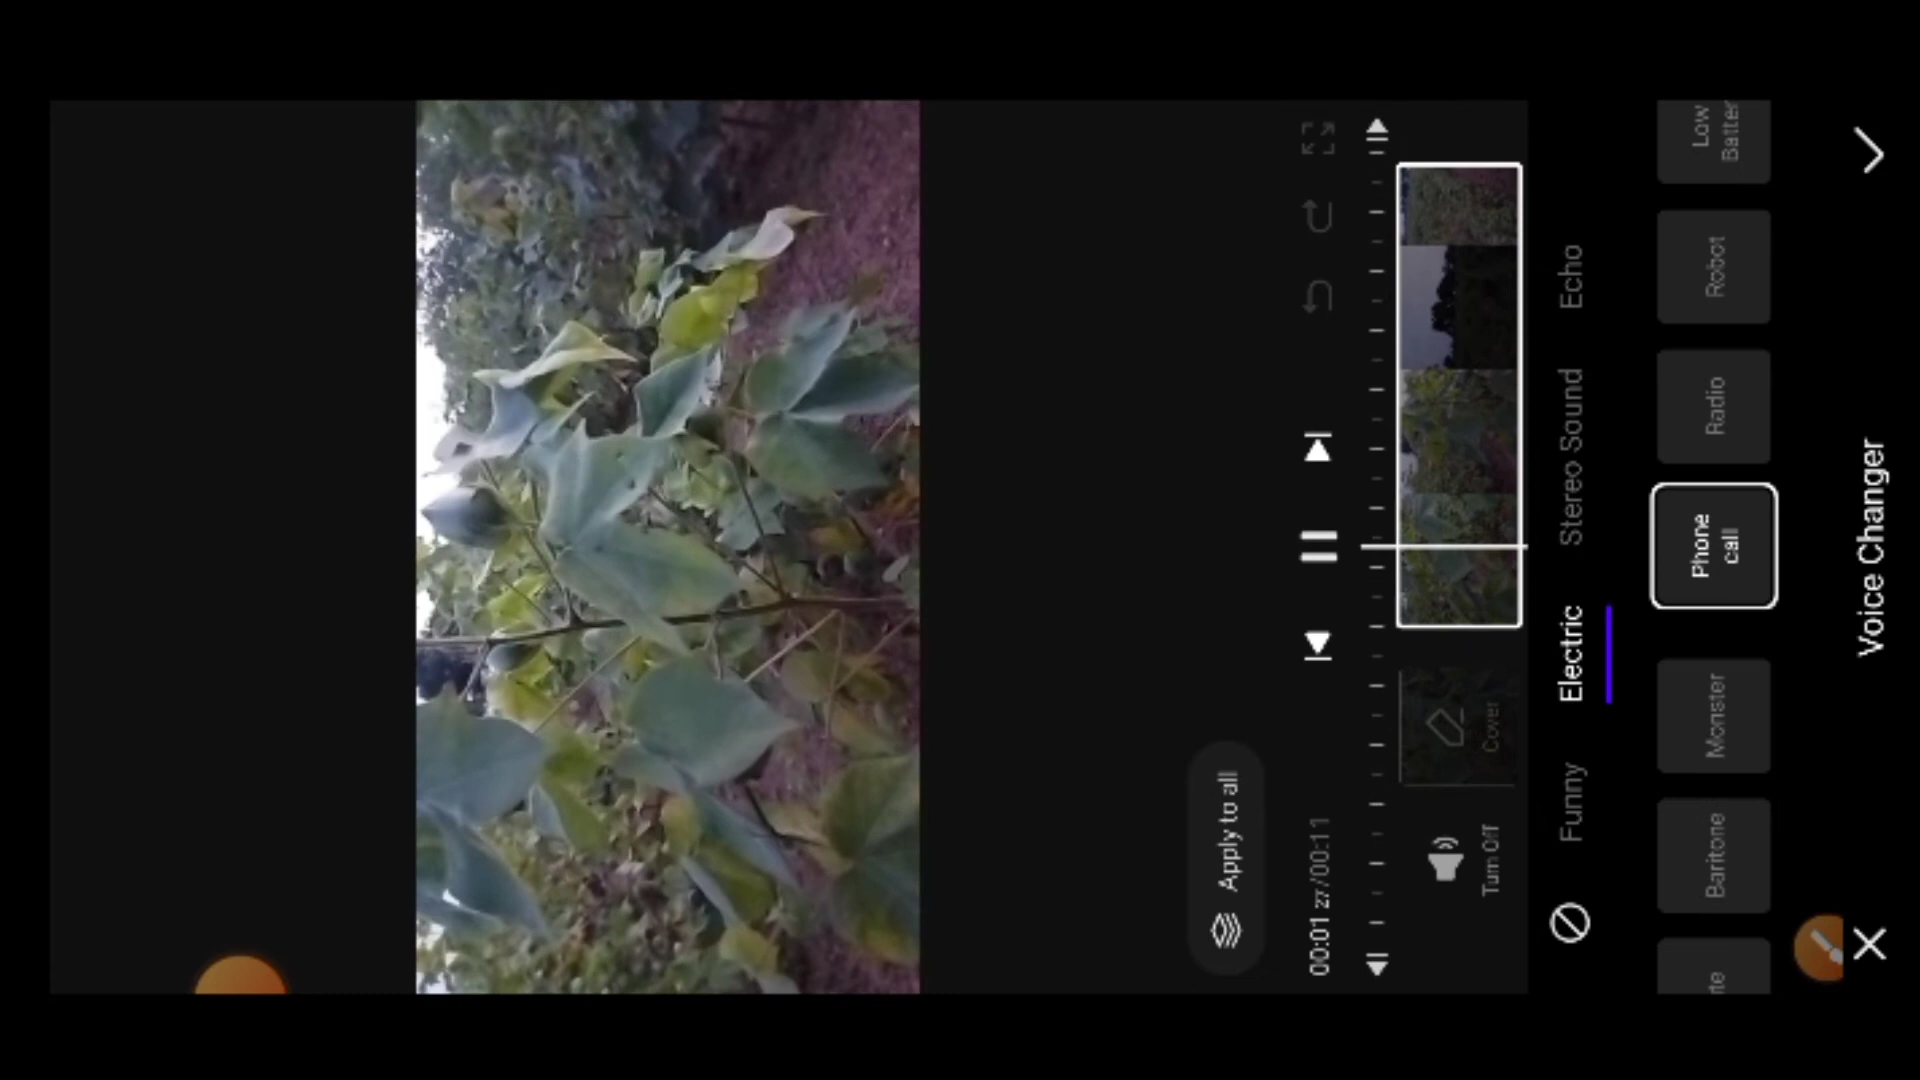 Apply to all
00:01 27/00:11
Turn Off
Cover
Funny
Electric
Stereo Sound
Echo
Baritone
Monster
Phone
call
Radio
Robot
Low
Voice Changer